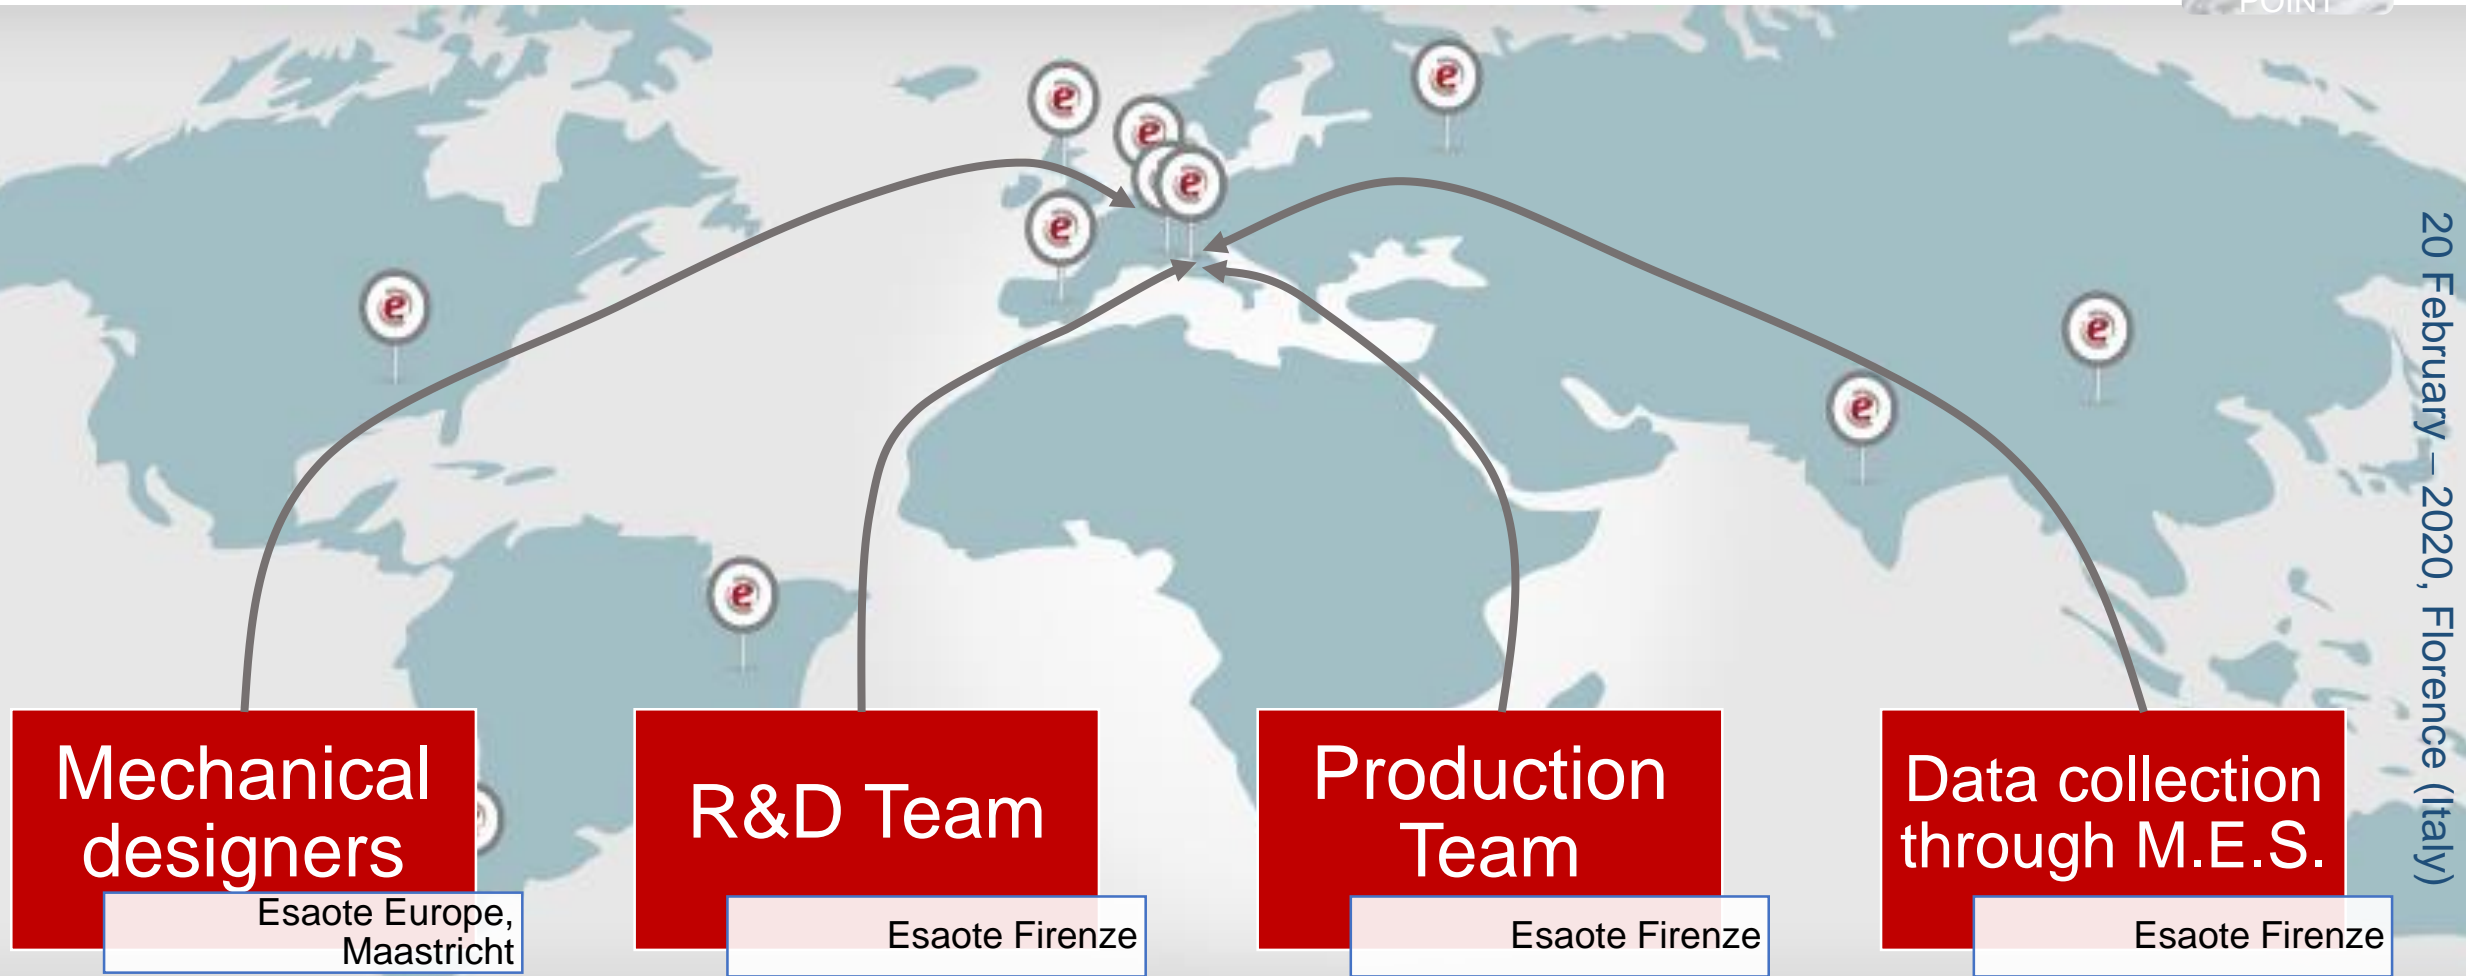 POINT
Mechanical
designers
Esaote Europe,
Maastricht
R&D Team
Esaote Firenze
Production
Team
Esaote Firenze
Data collection
through M.E.S.
Esaote Firenze
20 February – 2020, Florence (Italy)
e
e
e
e
e
e
e
e
e